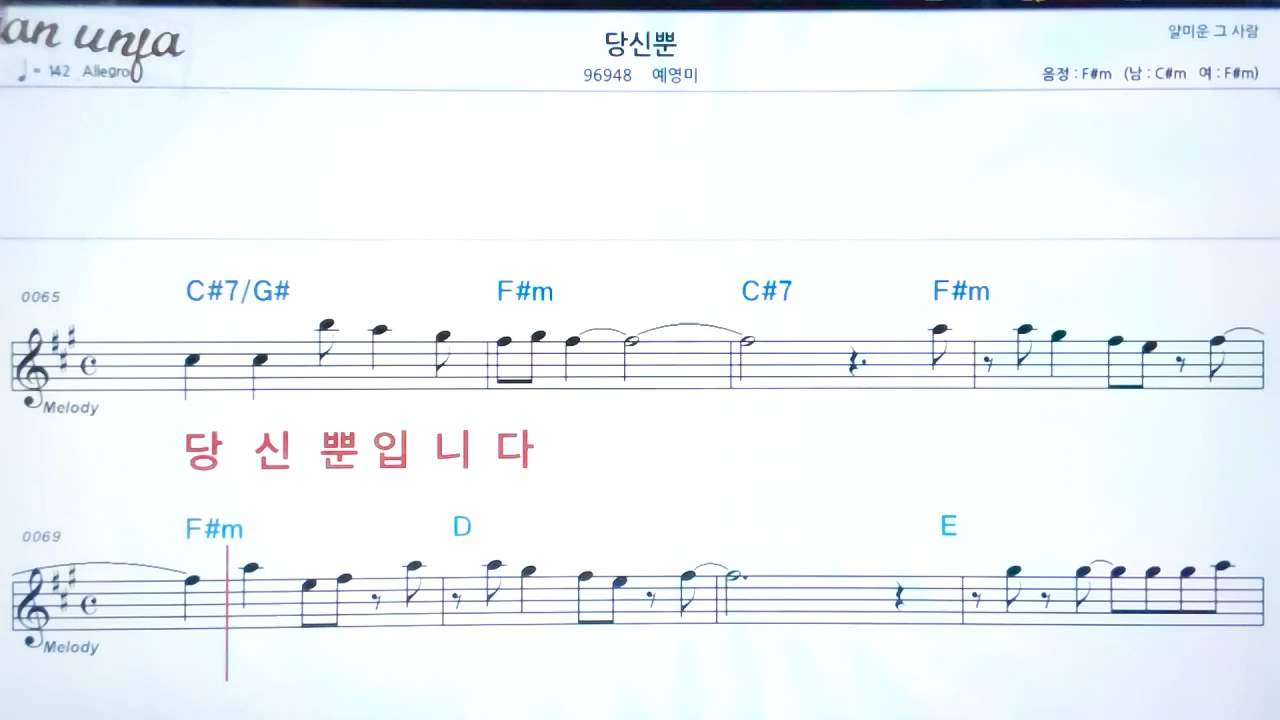 an unja
♩= 142 Allegro
당신뿐
96948 예영미
얄미운 그 사람
음정 : F#m (남 : C#m 여 : F#m)
0065
C#7/G# F#m C#7 F#m
Melody
당 신 뿐 입 니 다
0069
F#m D E
Melody